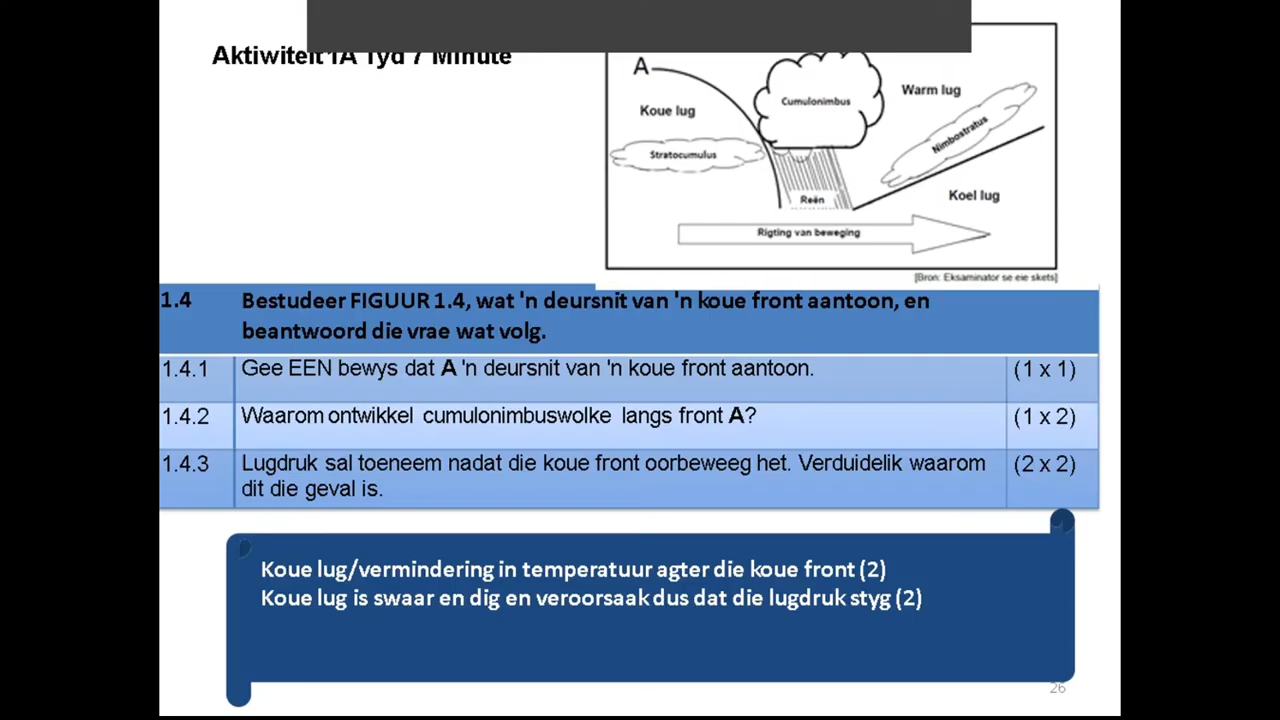 Aktiwiteit 1A Tyd 7 Minute
A
Koue lug
Stratocumulus
Cumulonimbus
Warm lug
Nimbostratus
Reën
Koel lug
Rigting van beweging
[Bron: Eksaminator se eie skets]
1.4 Bestudeer FIGUUR 1.4, wat 'n deursnit van 'n koue front aantoon, en
beantwoord die vrae wat volg.
1.4.1 Gee EEN bewys dat A 'n deursnit van 'n koue front aantoon. (1 x 1)
1.4.2 Waarom ontwikkel cumulonimbuswolke langs front A? (1 x 2)
1.4.3 Lugdruk sal toeneem nadat die koue front oorbeweeg het. Verduidelik waarom (2 x 2)
dit die geval is.
Koue lug/vermindering in temperatuur agter die koue front (2)
Koue lug is swaar en dig en veroorsaak dus dat die lugdruk styg (2)
26